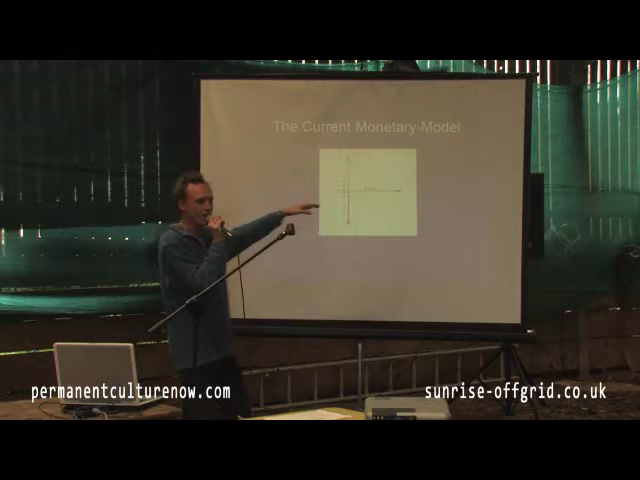 The Current Monetary-Model
permanentculturenow.com
sunrise-offgrid.co.uk